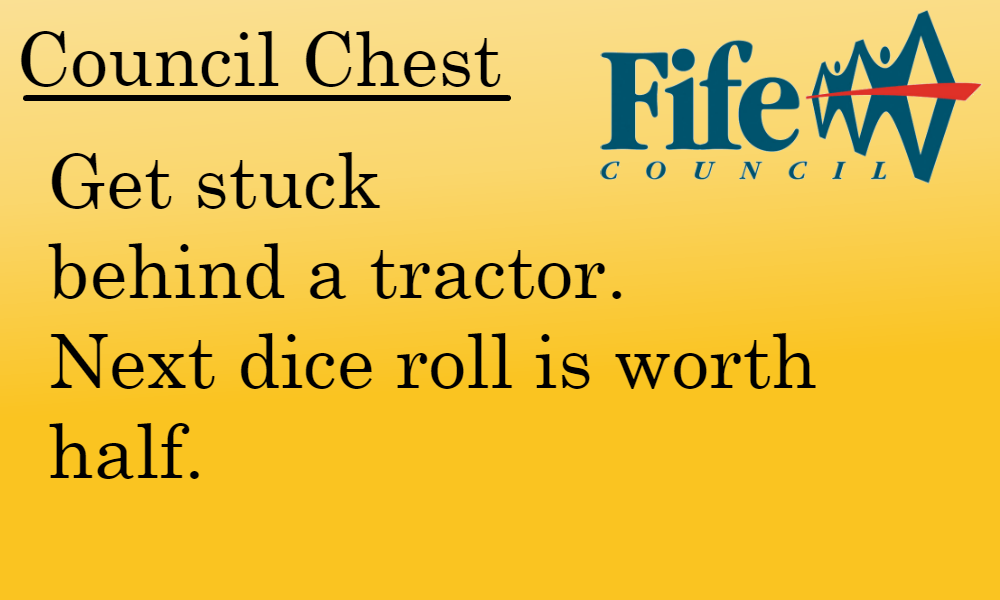 Council Chest
Fife
COUNCIL
Get stuck
behind a tractor.
Next dice roll is worth
half.